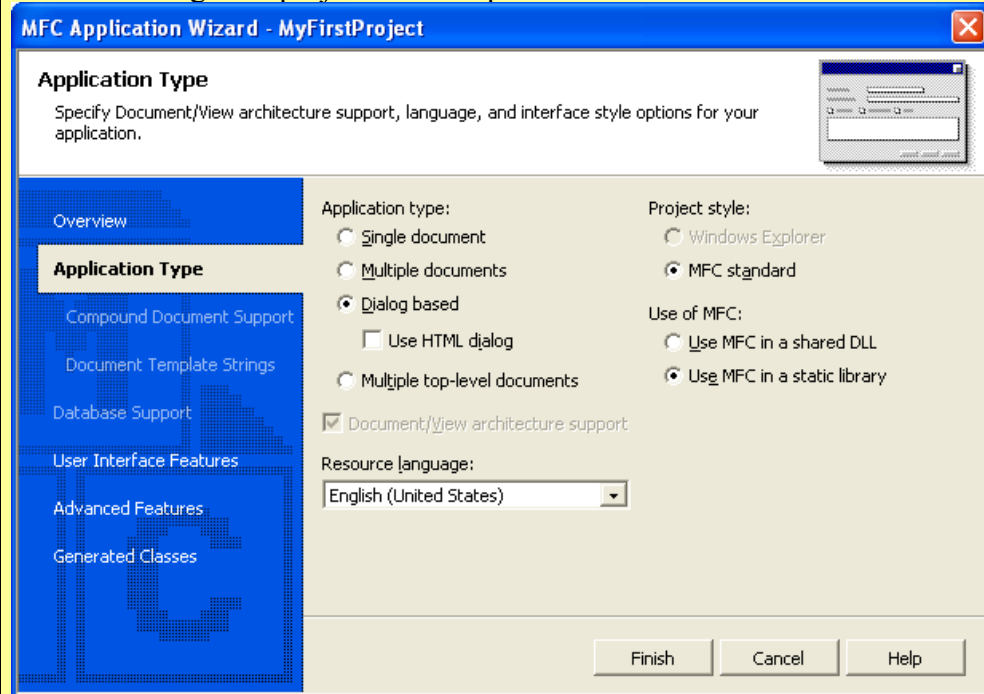 MFC Application Wizard - MyFirstProject
Application Type
Specify Document/View architecture support, language, and interface style options for your
application.
Overview
Application Type
Compound Document Support
Document Template Strings
Database Support
User Interface Features
Advanced Features
Generated Classes
Application type:
Single document
Multiple documents
Dialog based
Use HTML dialog
Multiple top-level documents
Document/View architecture support
Resource language:
English (United States)
Project style:
Windows Explorer
MFC standard
Use of MFC:
Use MFC in a shared DLL
Use MFC in a static library
Finish
Cancel
Help